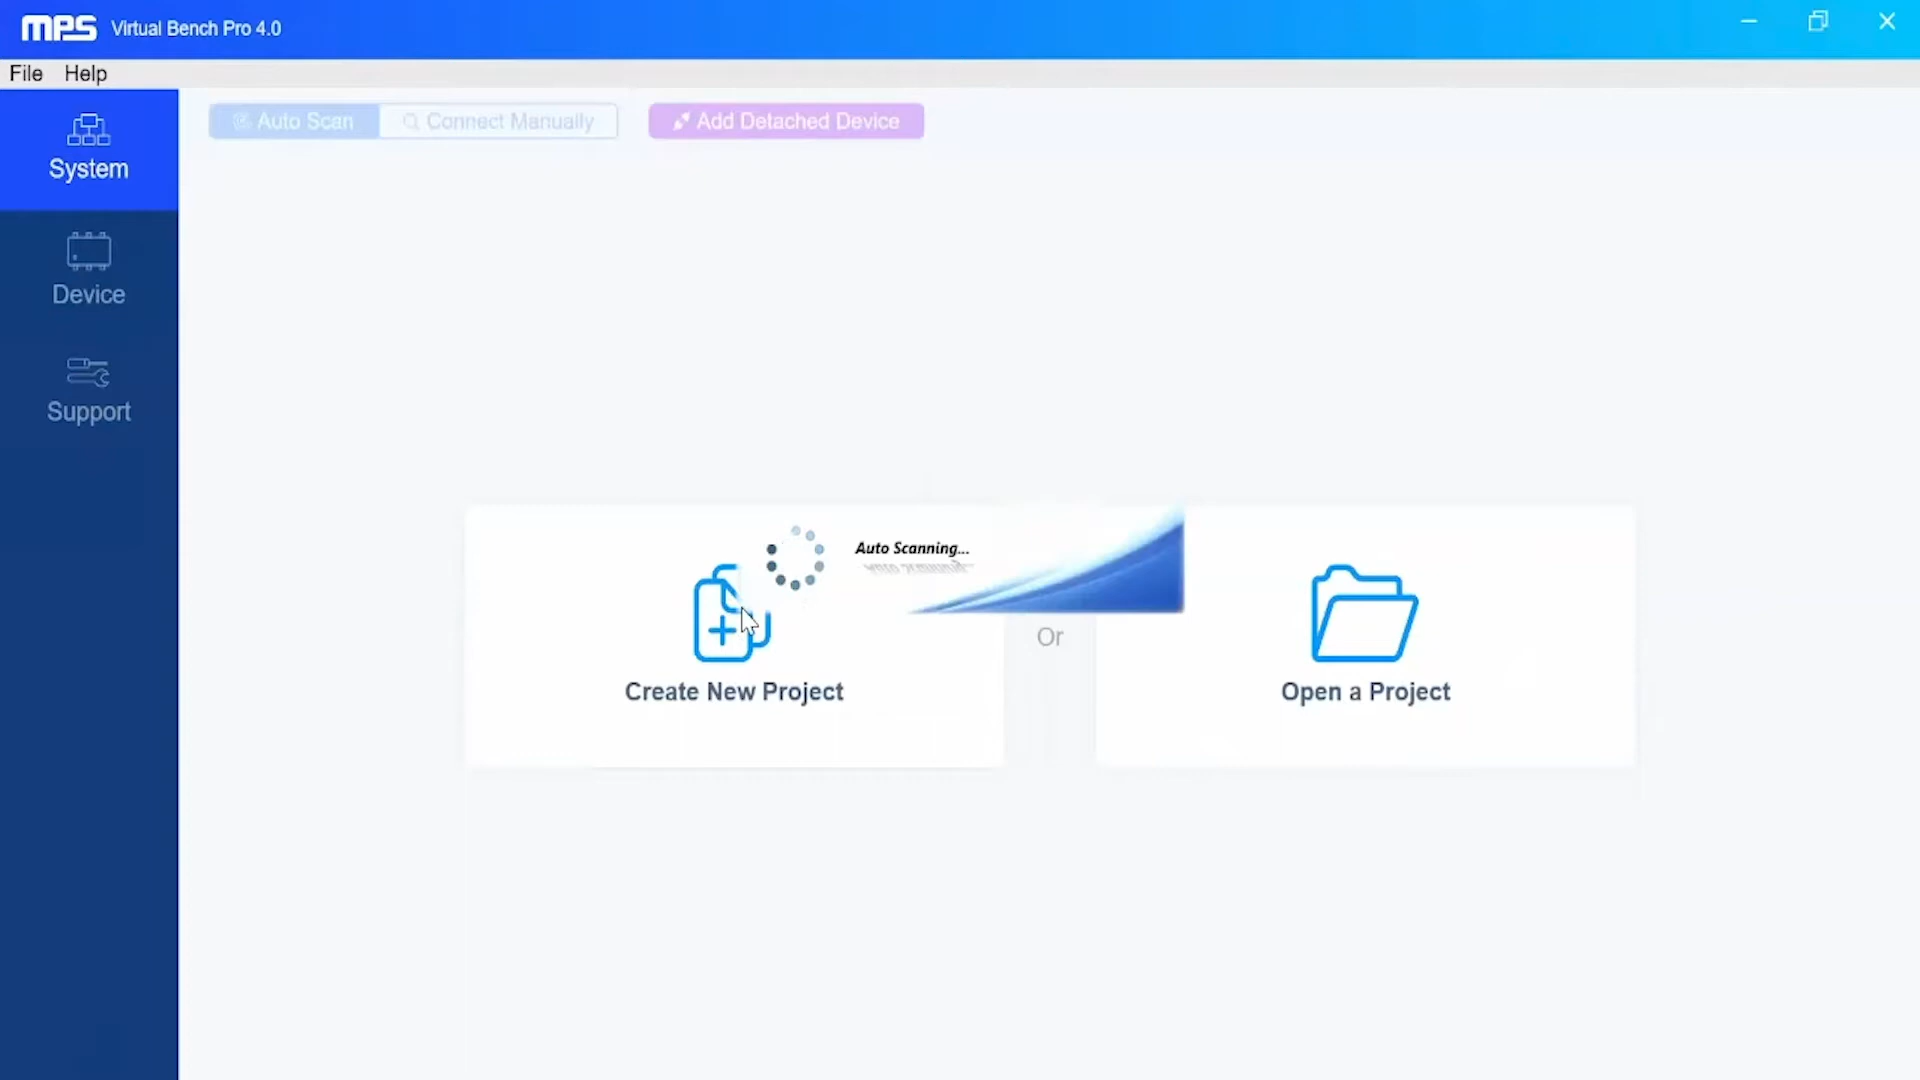 MPS Virtual Bench Pro 4.0
File Help
Auto Scan Connect Manually Add Detached Device
System
Device
Support
Auto Scanning...
Or
Create New Project
Open a Project